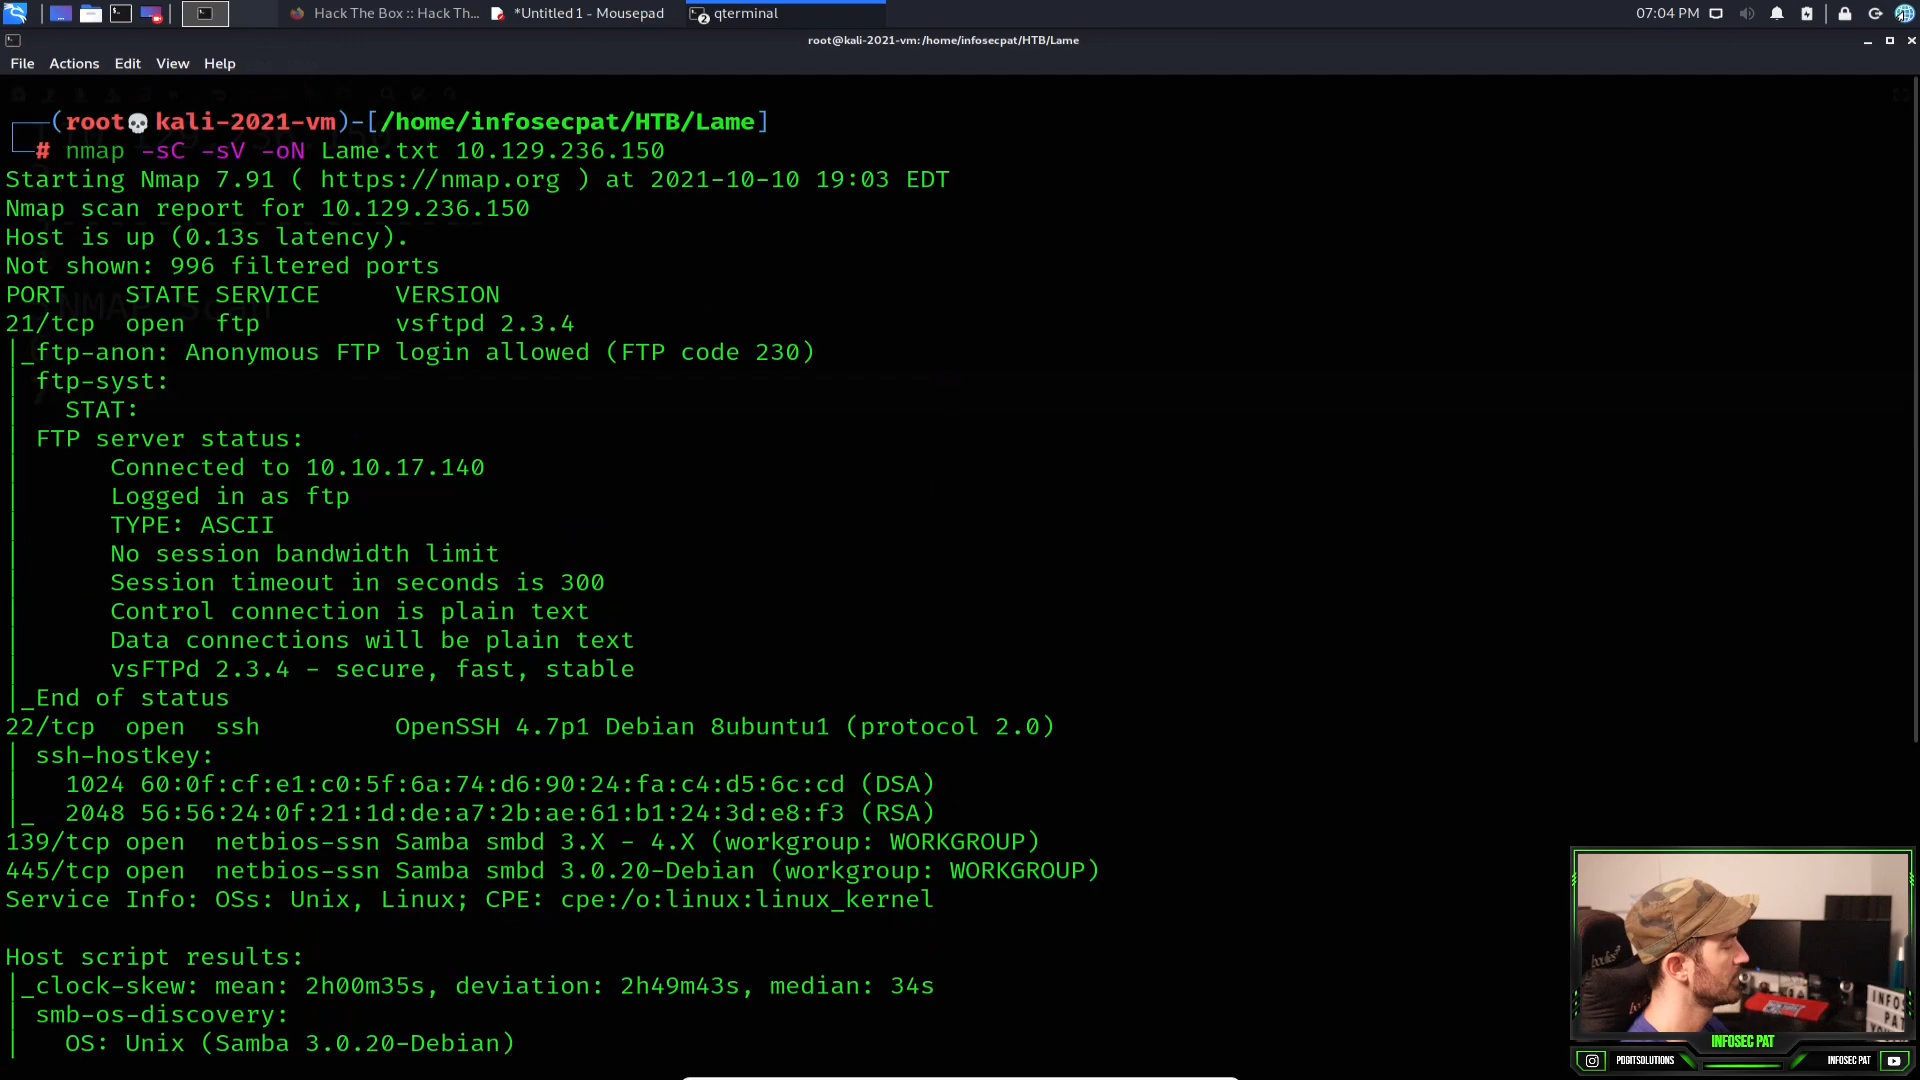 Hack The Box :: Hack Th...
*Untitled 1 - Mousepad
qterminal
07:04 PM
root@kali-2021-vm:/home/infosecpat/HTB/Lame
File Actions Edit View Help
(root💀kali-2021-vm)-[/home/infosecpat/HTB/Lame]
# nmap -sC -sV -oN Lame.txt 10.129.236.150
Starting Nmap 7.91 ( https://nmap.org ) at 2021-10-10 19:03 EDT
Nmap scan report for 10.129.236.150
Host is up (0.13s latency).
Not shown: 996 filtered ports
PORT    STATE SERVICE     VERSION
21/tcp  open  ftp         vsftpd 2.3.4
|_ftp-anon: Anonymous FTP login allowed (FTP code 230)
| ftp-syst:
|   STAT:
| FTP server status:
|      Connected to 10.10.17.140
|      Logged in as ftp
|      TYPE: ASCII
|      No session bandwidth limit
|      Session timeout in seconds is 300
|      Control connection is plain text
|      Data connections will be plain text
|      vsFTPd 2.3.4 - secure, fast, stable
|_End of status
22/tcp  open  ssh         OpenSSH 4.7p1 Debian 8ubuntu1 (protocol 2.0)
| ssh-hostkey:
|   1024 60:0f:cf:e1:c0:5f:6a:74:d6:90:24:fa:c4:d5:6c:cd (DSA)
|_  2048 56:56:24:0f:21:1d:de:a7:2b:ae:61:b1:24:3d:e8:f3 (RSA)
139/tcp open  netbios-ssn Samba smbd 3.X - 4.X (workgroup: WORKGROUP)
445/tcp open  netbios-ssn Samba smbd 3.0.20-Debian (workgroup: WORKGROUP)
Service Info: OSs: Unix, Linux; CPE: cpe:/o:linux:linux_kernel
Host script results:
|_clock-skew: mean: 2h00m35s, deviation: 2h49m43s, median: 34s
| smb-os-discovery:
|   OS: Unix (Samba 3.0.20-Debian)
INFOSEC PAT
PODITSOLUTIONS
INFOSEC PAT